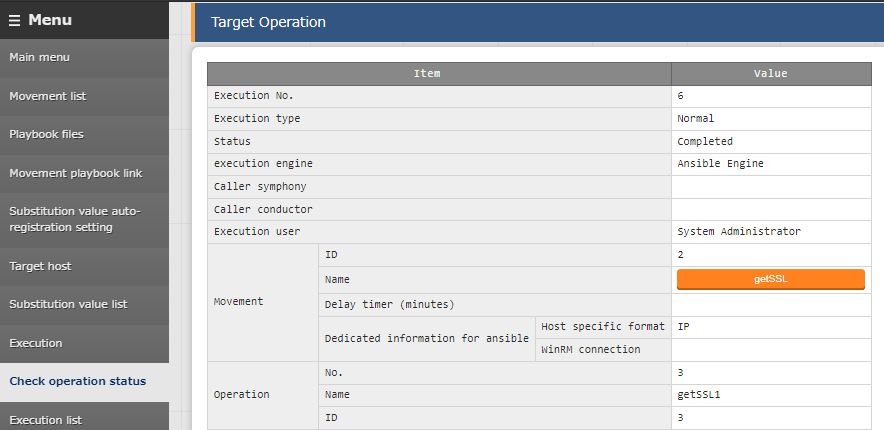 Menu
Main menu
Movement list
Playbook files
Movement playbook link
Substitution value auto-
registration setting
Target host
Substitution value list
Execution
Check operation status
Execution list
Target Operation
Item Value
Execution No. 6
Execution type Normal
Status Completed
execution engine Ansible Engine
Caller symphony
Caller conductor
Execution user System Administrator
Movement
ID 2
Name getSSL
Delay timer (minutes)
Dedicated information for ansible
Host specific format IP
WinRM connection
Operation
No. 3
Name getSSL1
ID 3